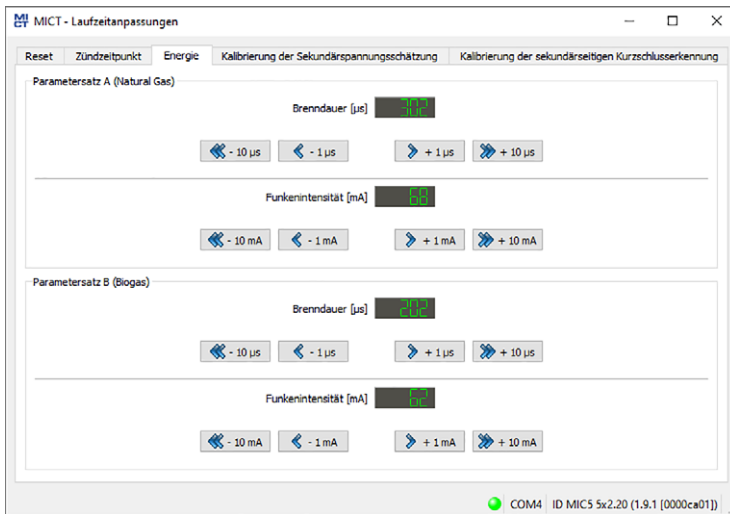 MICT - Laufzeitanpassungen
Reset Zündzeitpunkt Energie Kalibrierung der Sekundärspannungsschätzung Kalibrierung der sekundärseitigen Kurzschlusserkennung
Parametersatz A (Natural Gas)
Brenndauer [µs] 302
- 10 µs - 1 µs + 1 µs + 10 µs
Funkenintensität [mA] 68
- 10 mA - 1 mA + 1 mA + 10 mA
Parametersatz B (Biogas)
Brenndauer [µs] 202
- 10 µs - 1 µs + 1 µs + 10 µs
Funkenintensität [mA] 62
- 10 mA - 1 mA + 1 mA + 10 mA
COM4 ID MIC5 5x2.20 (1.9.1 [0000ca01])